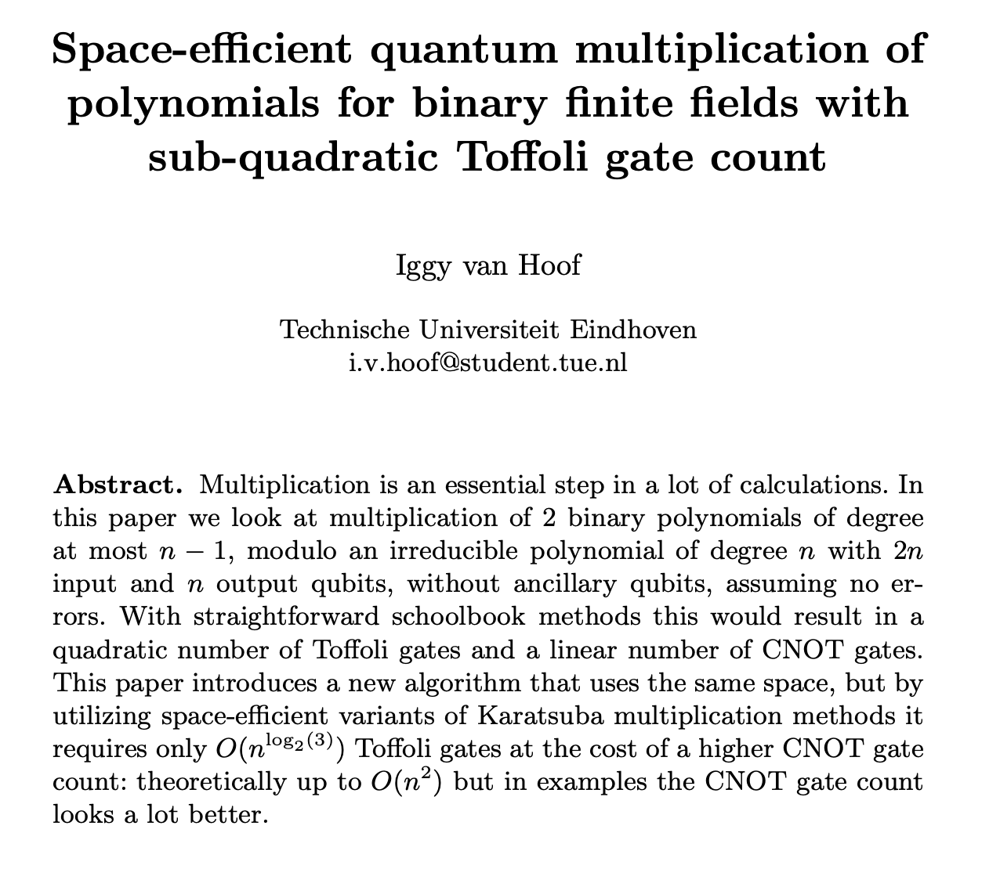 Space-efficient quantum multiplication of
polynomials for binary finite fields with
sub-quadratic Toffoli gate count
Iggy van Hoof
Technische Universiteit Eindhoven
i.v.hoof@student.tue.nl
Abstract. Multiplication is an essential step in a lot of calculations. In
this paper we look at multiplication of 2 binary polynomials of degree
at most n − 1, modulo an irreducible polynomial of degree n with 2n
input and n output qubits, without ancillary qubits, assuming no er-
rors. With straightforward schoolbook methods this would result in a
quadratic number of Toffoli gates and a linear number of CNOT gates.
This paper introduces a new algorithm that uses the same space, but by
utilizing space-efficient variants of Karatsuba multiplication methods it
requires only O(n^{log_2(3)}) Toffoli gates at the cost of a higher CNOT gate
count: theoretically up to O(n^2) but in examples the CNOT gate count
looks a lot better.